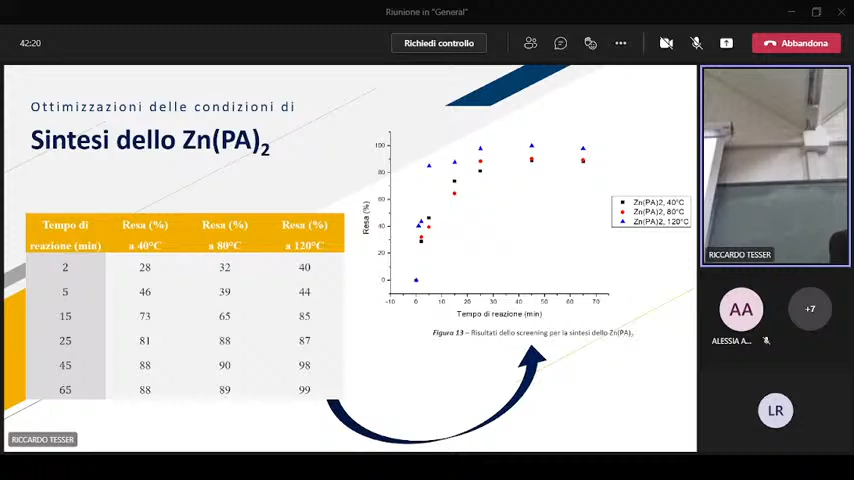 Riunione in "General"
42:20
Richiedi controllo
Abbandona
Ottimizzazioni delle condizioni di
Sintesi dello Zn(PA)2
Tempo di reazione (min) Resa (%) a 40°C Resa (%) a 80°C Resa (%) a 120°C
2 28 32 40
5 46 39 44
15 73 65 85
25 81 88 87
45 88 90 98
65 88 89 99
Resa (%)
100
80
60
40
20
0
-10 0 10 20 30 40 50 60 70
Tempo di reazione (min)
Zn(PA)2, 40°C
Zn(PA)2, 80°C
Zn(PA)2, 120°C
Figura 13 – Risultati dello screening per la sintesi dello Zn(PA)2
RICCARDO TESSER
RICCARDO TESSER
AA
+7
ALESSIA A...
LR